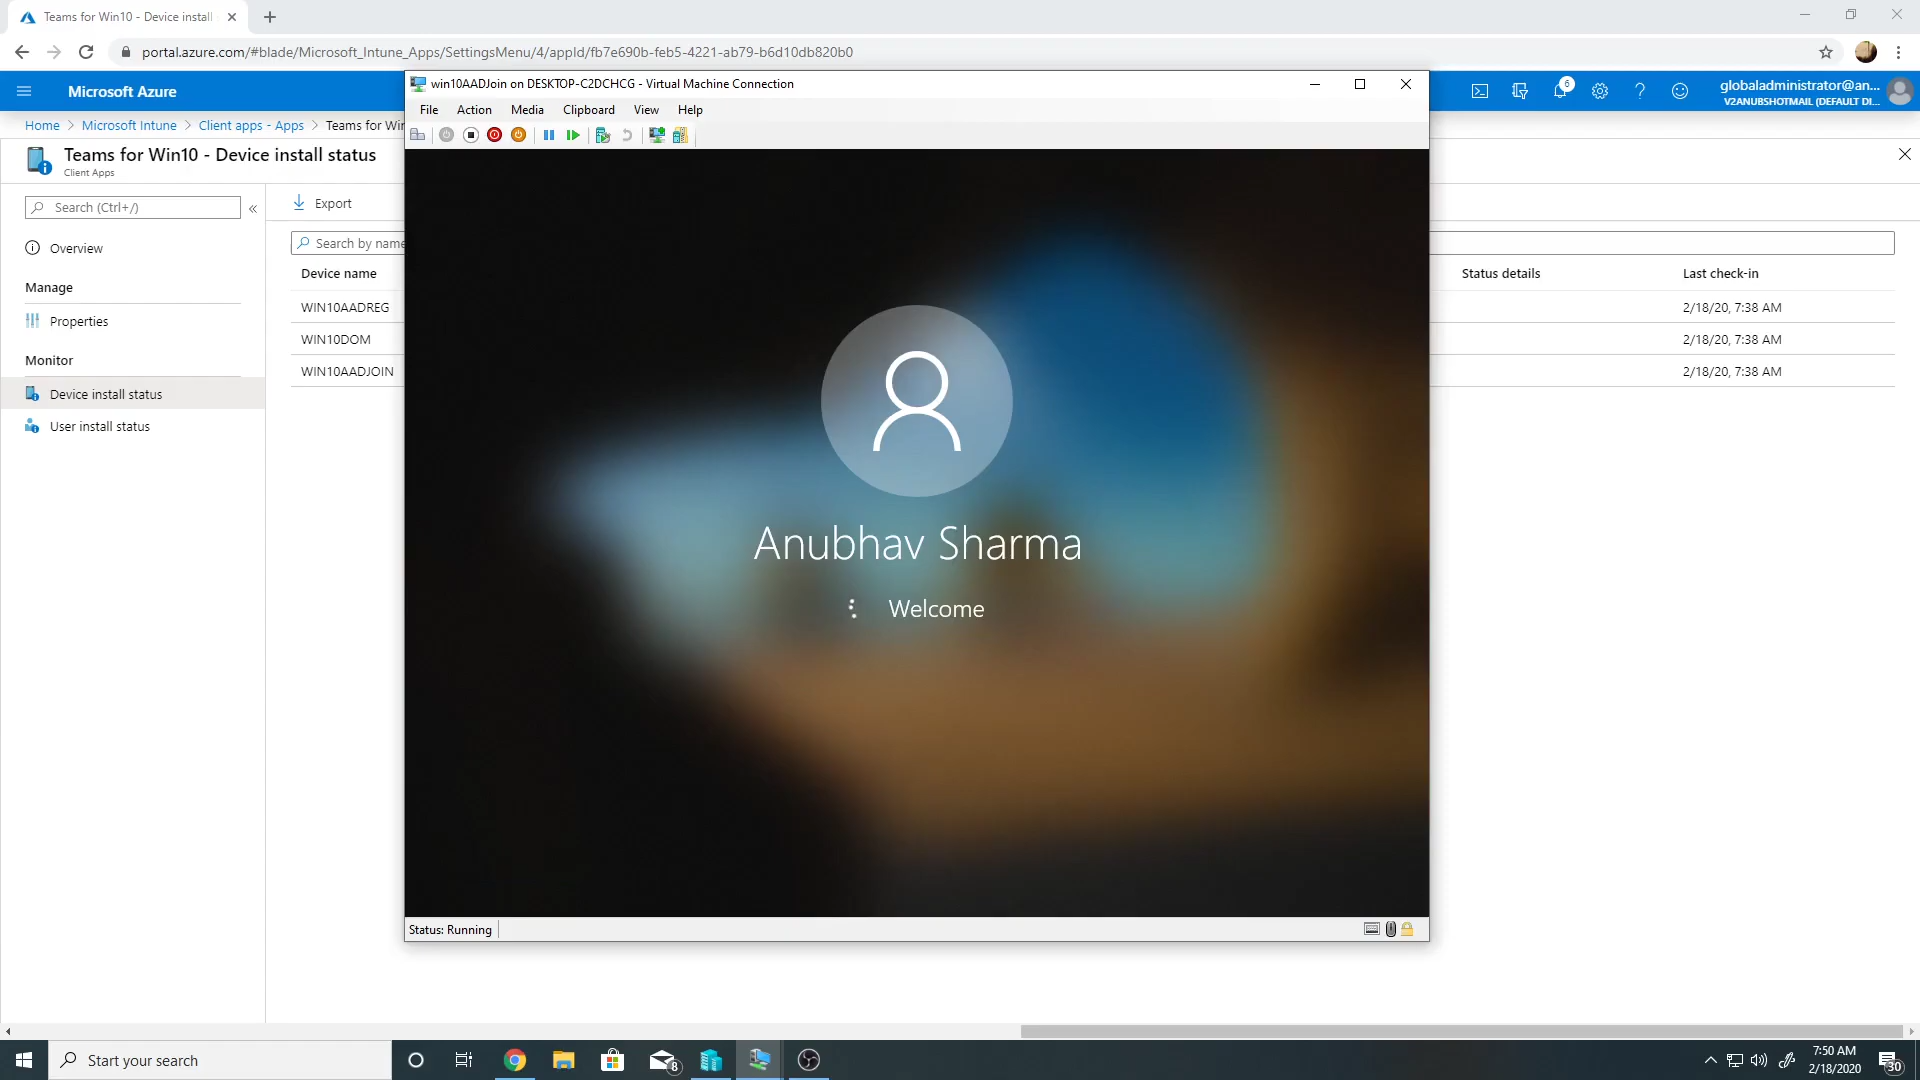 Teams for Win10 - Device install
portal.azure.com/#blade/Microsoft_Intune_Apps/SettingsMenu/4/appId/fb7e690b-feb5-4221-ab79-b6d10db820b0
win10AADJoin on DESKTOP-C2DCHCG - Virtual Machine Connection
Microsoft Azure
6
globaladministrator@an...
V2ANUBSHOTMAIL (DEFAULT DI...
File Action Media Clipboard View Help
Home > Microsoft Intune > Client apps - Apps > Teams for Wir
Teams for Win10 - Device install status
Client Apps
Search (Ctrl+/)
«
Export
Overview
Search by name
Manage
Device name Status details Last check-in
Properties
WIN10AADREG 2/18/20, 7:38 AM
WIN10DOM 2/18/20, 7:38 AM
Monitor
WIN10AADJOIN 2/18/20, 7:38 AM
Device install status
User install status
Anubhav Sharma
Welcome
Status: Running
Start your search
8
7:50 AM
2/18/2020
30